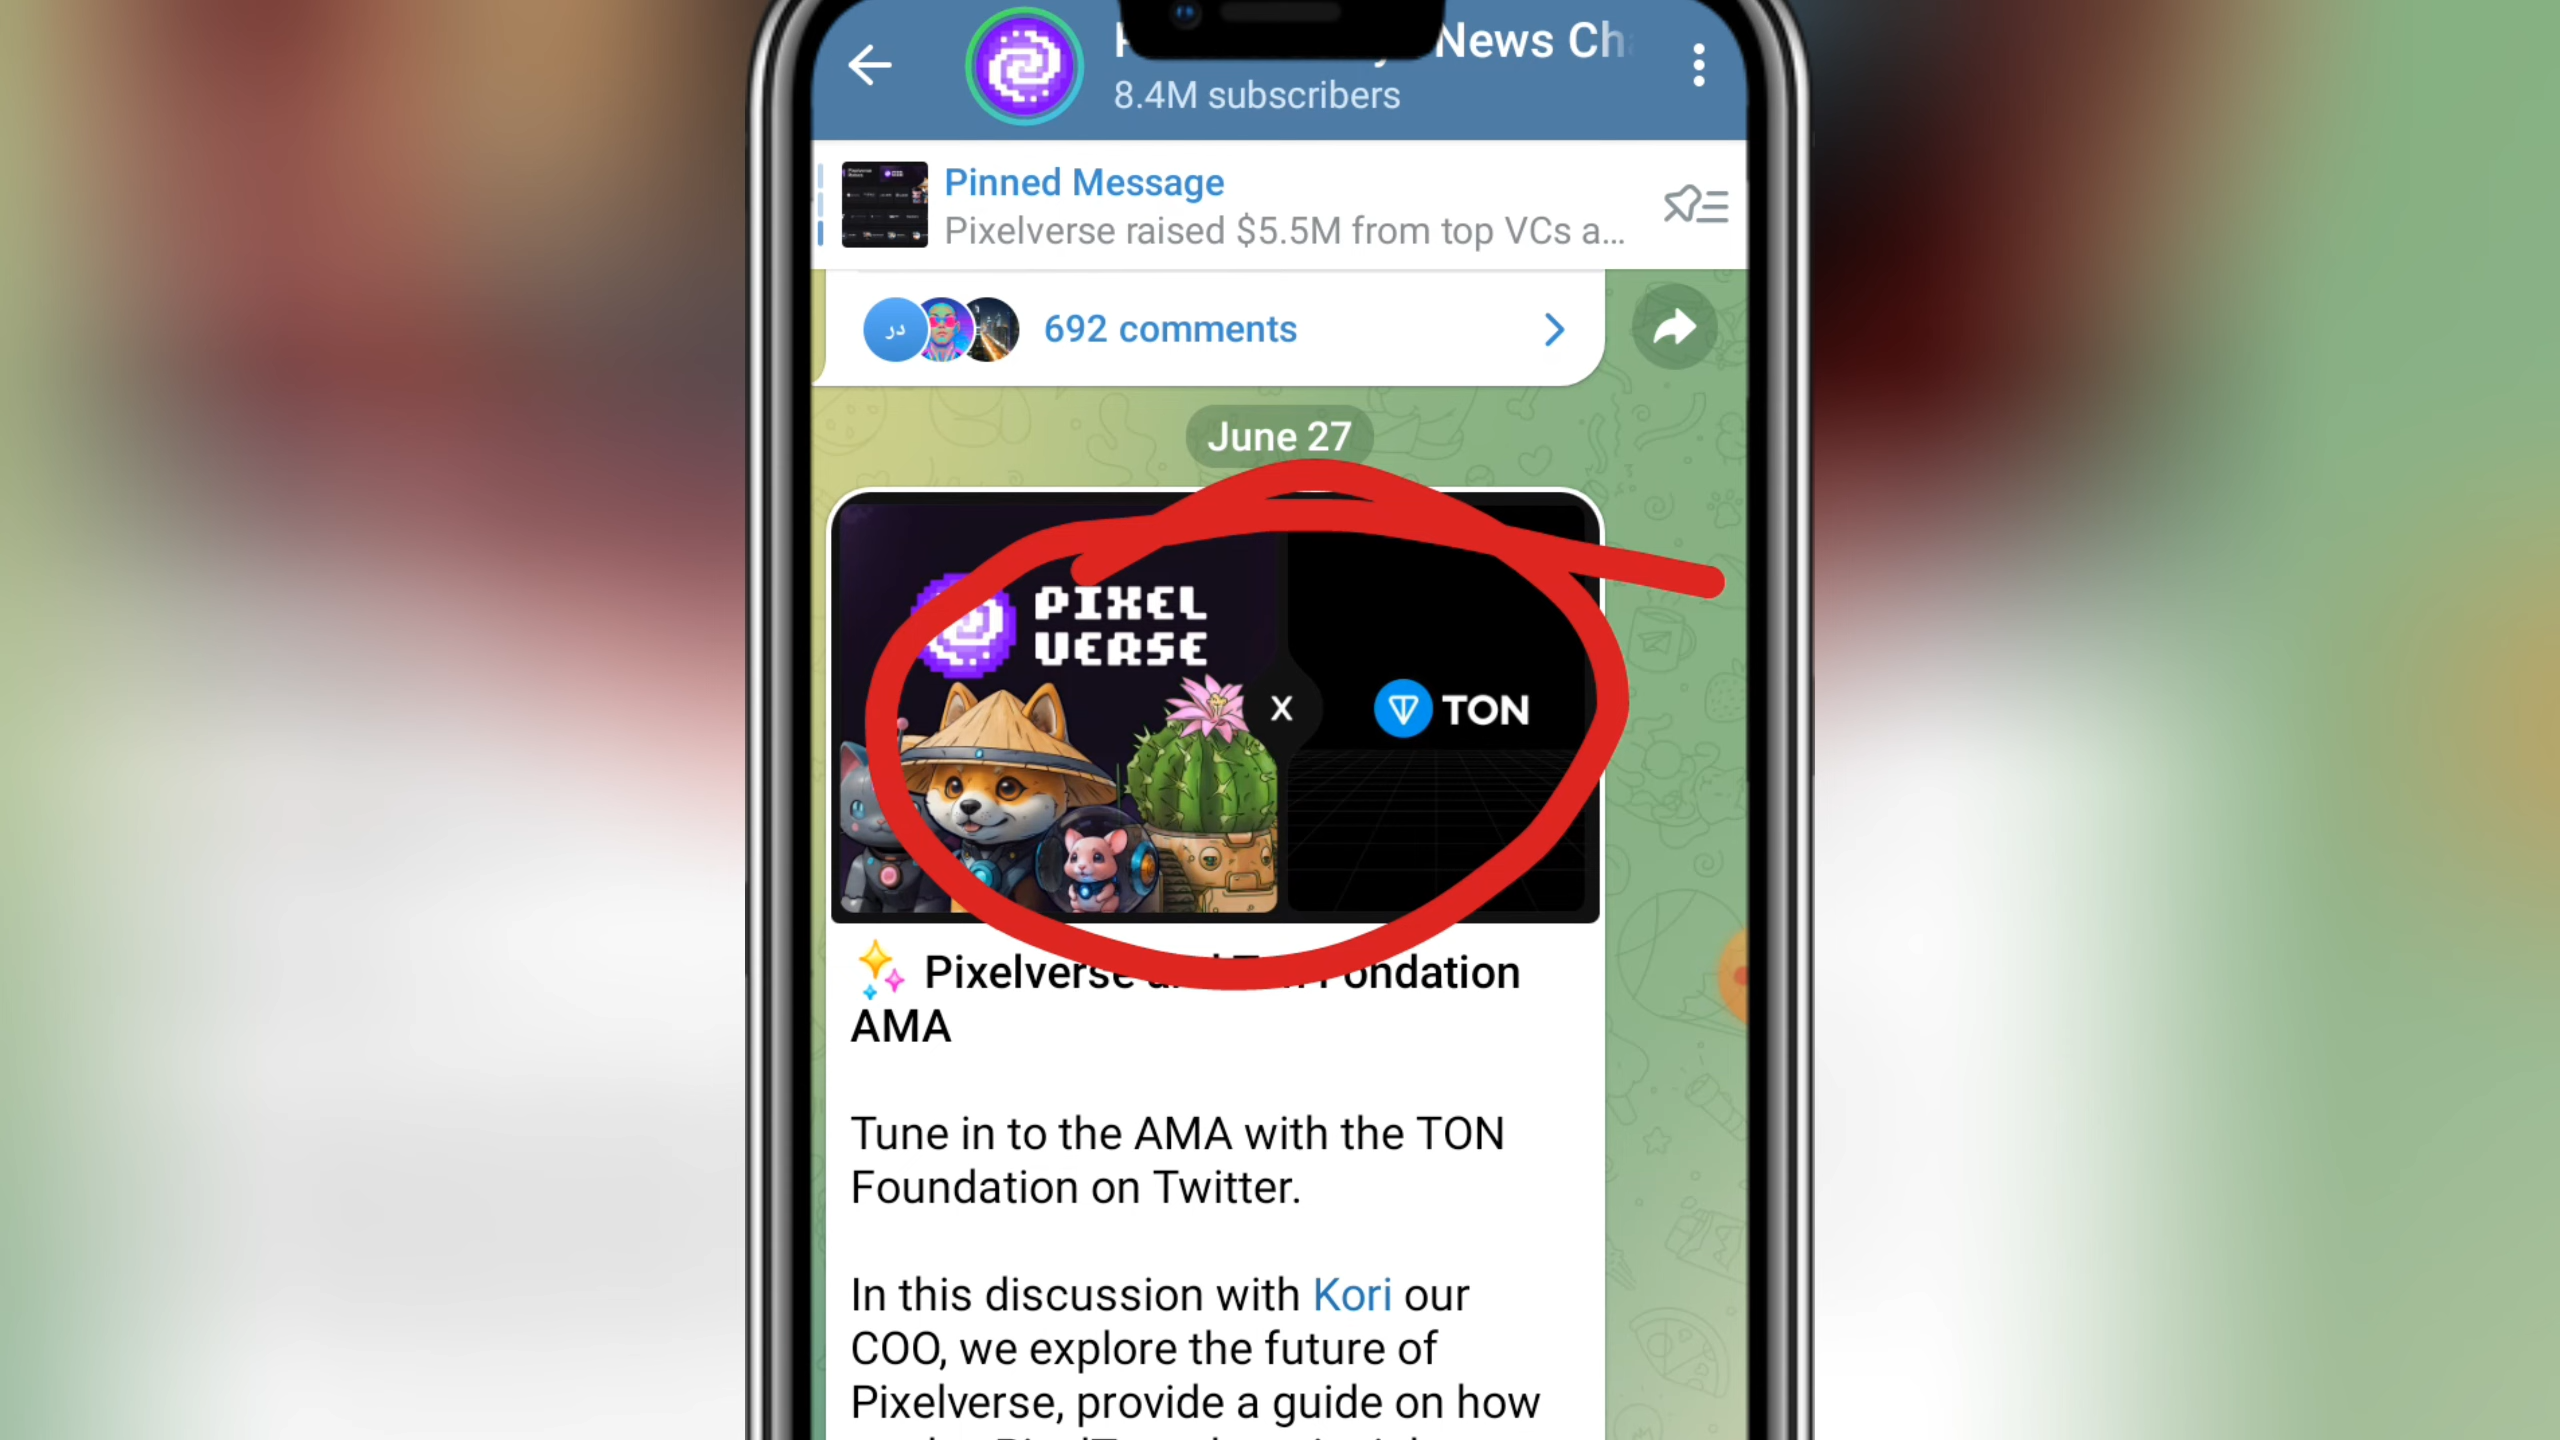 News Ch
8.4M subscribers
Pinned Message
Pixelverse raised $5.5M from top VCs a...
در
692 comments
June 27
PIXEL
VERSE
X
TON
✨ Pixelverse Fondation
AMA
Tune in to the AMA with the TON
Foundation on Twitter.
In this discussion with Kori our
COO, we explore the future of
Pixelverse, provide a guide on how